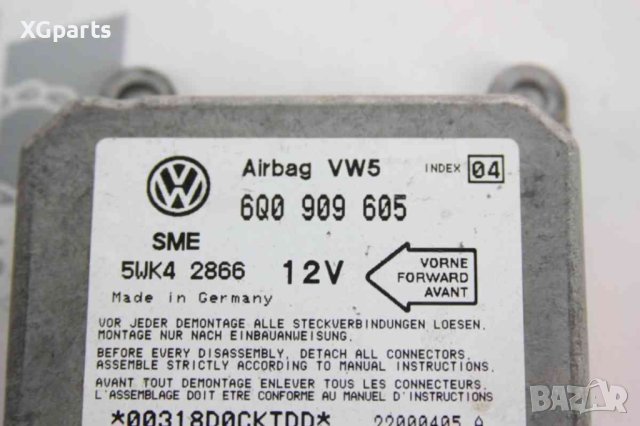 XGparts
Airbag VW5 INDEX 04
6Q0 909 605
SME
5WK4 2866 12V
VORNE
FORWARD
AVANT
Made in Germany
VOR JEDER DEMONTAGE ALLE STECKVERBINDUNGEN LOESEN.
MONTAGE NUR NACH EINBAUANWEISUNG.
BEFORE EVERY DISASSEMBLY, DETACH ALL CONNECTORS.
ASSEMBLE STRICTLY ACCORDING TO MANUAL INSTRUCTIONS.
AVANT TOUT DEMONTAGE ENLEVER TOUS LES CONNECTEURS.
L'ASSEMBLAGE DOIT ETRE CONFORME AU MANUEL D'INSTRUCTIONS
*00318D0CKTDD* 22000405 A
BAZAR